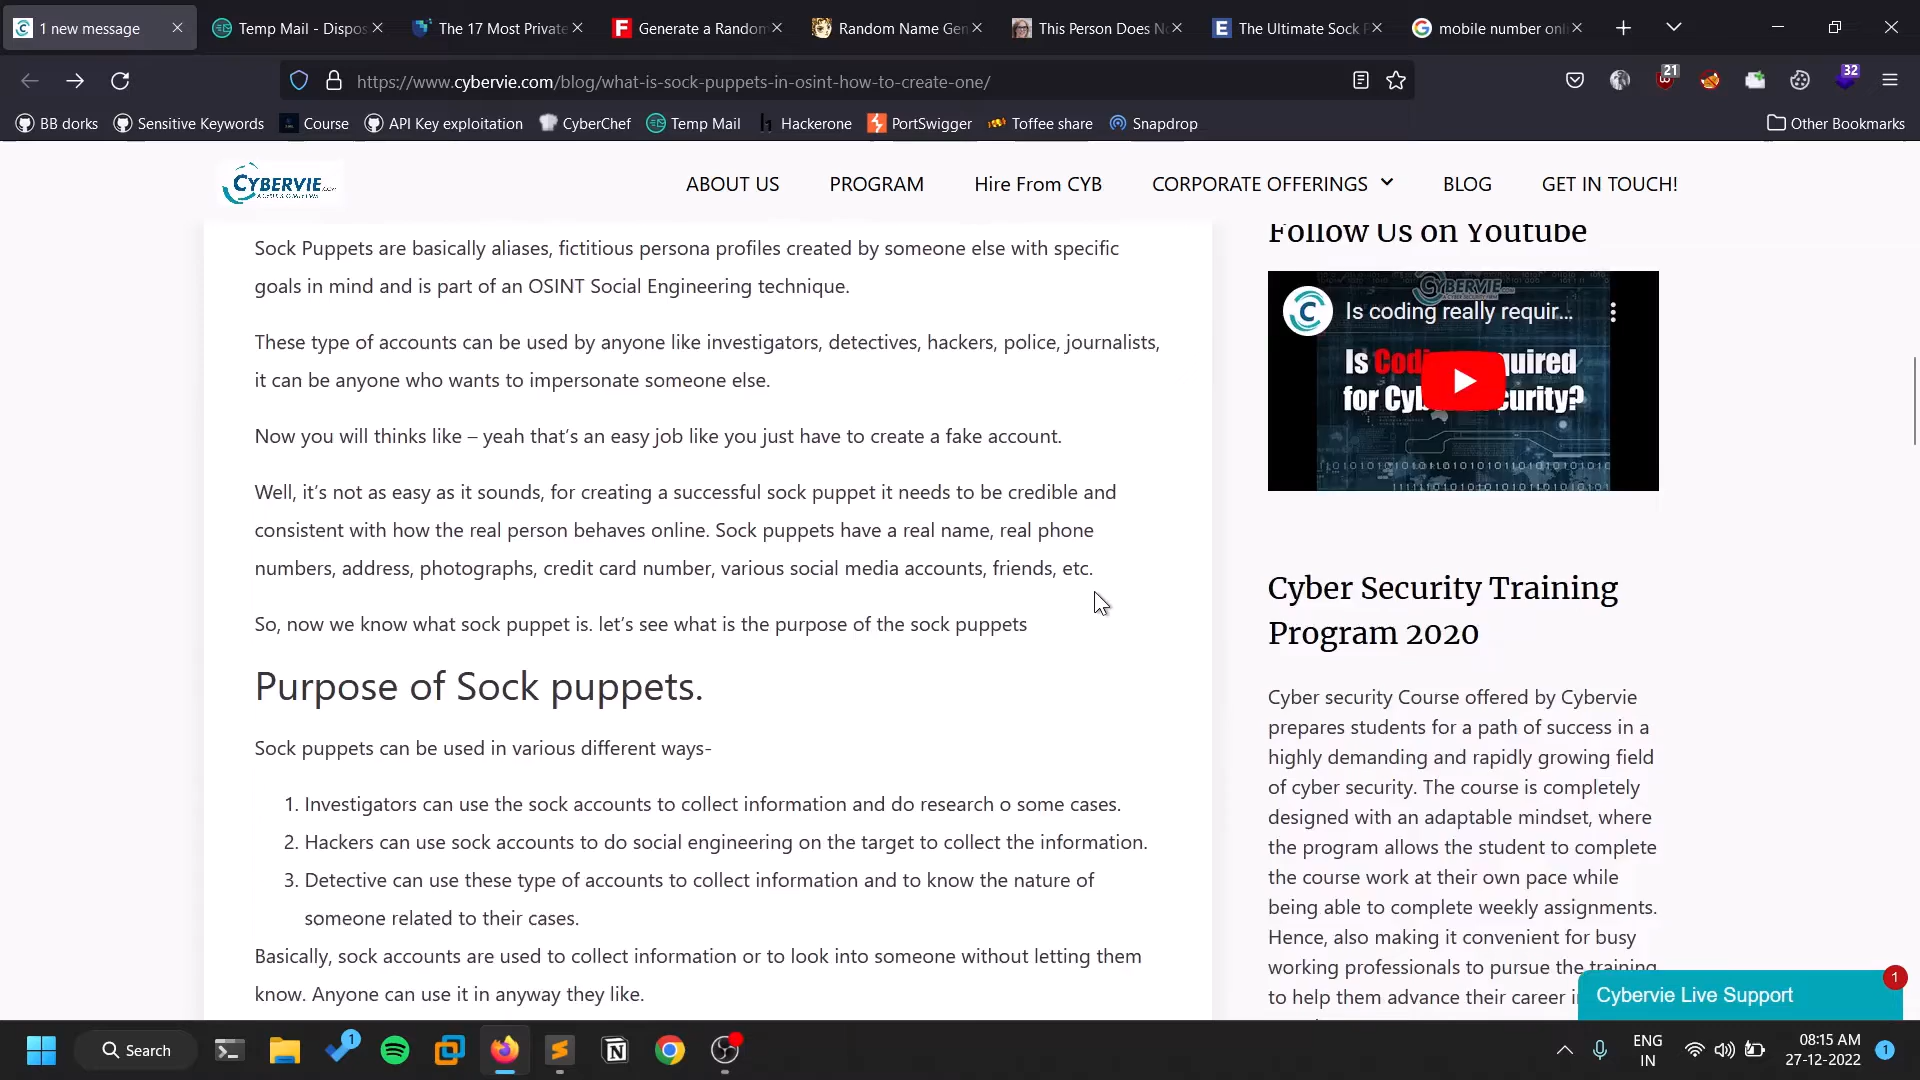 1 new message
Temp Mail - Dispos
The 17 Most Private
Generate a Random
Random Name Gen
This Person Does No
The Ultimate Sock P
mobile number onl
https://www.cybervie.com/blog/what-is-sock-puppets-in-osint-how-to-create-one/
21
32
BB dorks
Sensitive Keywords
Course
API Key exploitation
CyberChef
Temp Mail
Hackerone
PortSwigger
Toffee share
Snapdrop
Other Bookmarks
CYBERVIE
ABOUT US
PROGRAM
Hire From CYB
CORPORATE OFFERINGS
BLOG
GET IN TOUCH!
Sock Puppets are basically aliases, fictitious persona profiles created by someone else with specific
goals in mind and is part of an OSINT Social Engineering technique.
These type of accounts can be used by anyone like investigators, detectives, hackers, police, journalists,
it can be anyone who wants to impersonate someone else.
Now you will thinks like – yeah that’s an easy job like you just have to create a fake account.
Well, it’s not as easy as it sounds, for creating a successful sock puppet it needs to be credible and
consistent with how the real person behaves online. Sock puppets have a real name, real phone
numbers, address, photographs, credit card number, various social media accounts, friends, etc.
So, now we know what sock puppet is. let’s see what is the purpose of the sock puppets
Purpose of Sock puppets.
Sock puppets can be used in various different ways-
1. Investigators can use the sock accounts to collect information and do research o some cases.
2. Hackers can use sock accounts to do social engineering on the target to collect the information.
3. Detective can use these type of accounts to collect information and to know the nature of
someone related to their cases.
Basically, sock accounts are used to collect information or to look into someone without letting them
know. Anyone can use it in anyway they like.
Follow Us on Youtube
CYBERVIE
Is coding really requir...
Is Cod quired
for Cyb curity?
Cyber Security Training
Program 2020
Cyber security Course offered by Cybervie
prepares students for a path of success in a
highly demanding and rapidly growing field
of cyber security. The course is completely
designed with an adaptable mindset, where
the program allows the student to complete
the course work at their own pace while
being able to complete weekly assignments.
Hence, also making it convenient for busy
working professionals to pursue the training
to help them advance their career i
Cybervie Live Support
1
Search
1
ENG
IN
08:15 AM
27-12-2022
1